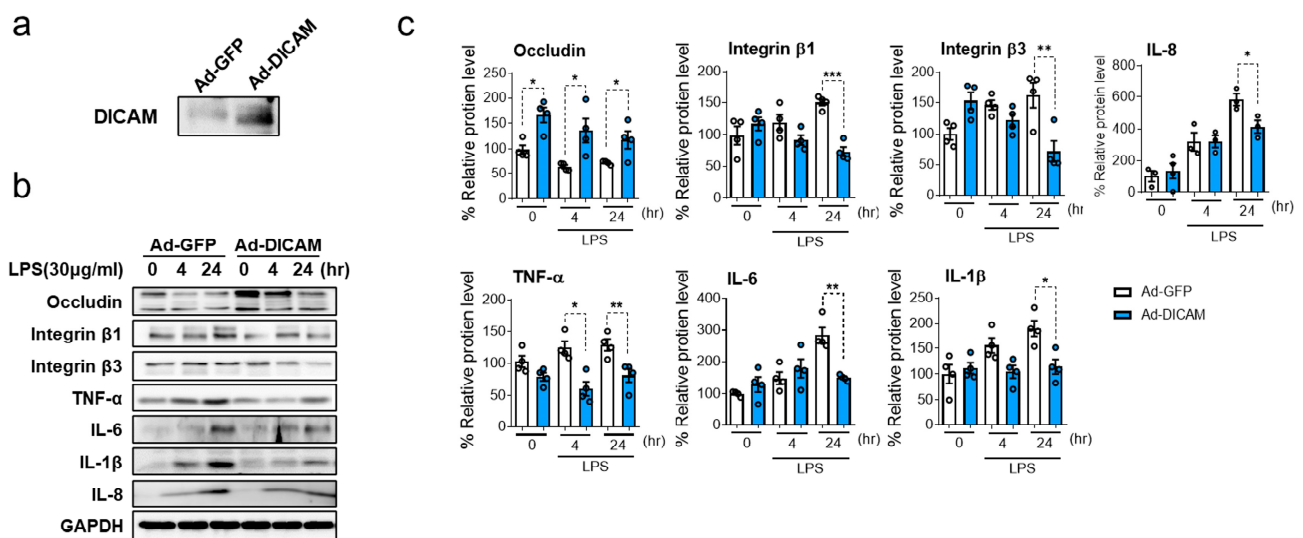 a
Ad-GFP
Ad-DICAM
DICAM
b
Ad-GFP Ad-DICAM
LPS(30μg/ml) 0 4 24 0 4 24 (hr)
Occludin
Integrin β1
Integrin β3
TNF-α
IL-6
IL-1β
IL-8
GAPDH
c
Occludin
% Relative protien level
250
200
150
100
50
0
* * *
0 4 24 (hr)
LPS
Integrin β1
% Relative protien level
200
150
100
50
0
***
0 4 24 (hr)
LPS
Integrin β3
% Relative protien level
200
150
100
50
0
**
0 4 24 (hr
LPS
IL-8
% Relative protein level
800
600
400
200
0
*
0 4 24 (hr)
LPS
TNF-α
% Relative protien level
200
150
100
50
0
* **
0 4 24 (hr)
LPS
IL-6
% Relative protien level
400
300
200
100
0
**
0 4 24 (hr)
LPS
IL-1β
% Relative protien level
250
200
150
100
50
0
*
0 4 24 (hr)
LPS
Ad-GFP
Ad-DICAM